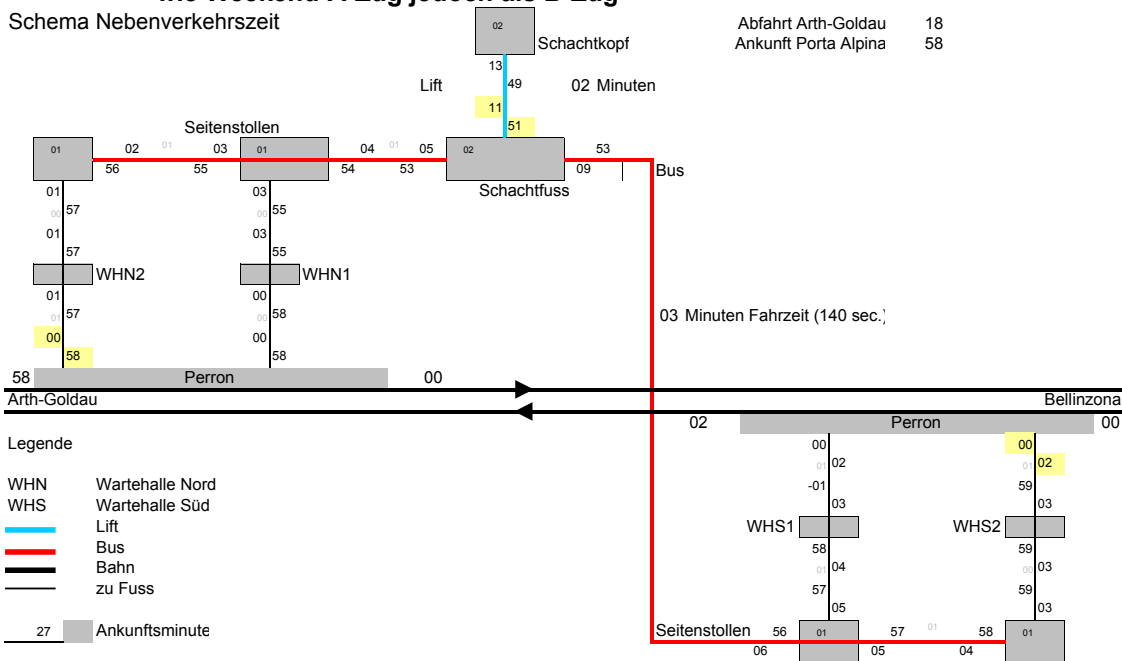 Schema Nebenverkehrszeit
02
Schachtkopf
Abfahrt Arth-Goldau 18
Ankunft Porta Alpina 58
13
49
Lift
02 Minuten
11
51
Seitenstollen
01 02 01 03 01 04 01 05 02 53
56 55 54 53 09
Bus
Schachtfuss
01 03
00 57 00 55
01 03
57 55
WHN2 WHN1
01 00
01 57 00 58
03 Minuten Fahrzeit (140 sec.)
00 00
58 58
58 Perron 00
Arth-Goldau Bellinzona
02 Perron 00
Legende
00 00
01 02 01 02
-01 59
03 03
WHN Wartehalle Nord
WHS Wartehalle Süd
Lift
Bus
Bahn
zu Fuss
WHS1 WHS2
58 59
01 04 00 03
57 59
05 03
27 Ankunftsminute
Seitenstollen 56 01 57 01 58 01
06 05 04